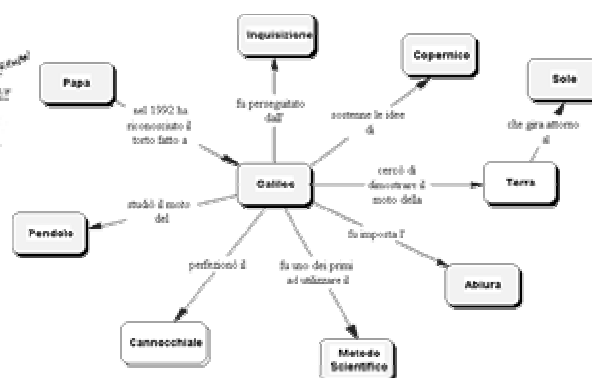 Inquisizione
Copernico
Sole
Papa
nel 1992 ha
riconosciuto il
torto fatto a
fu perseguitato
dall'
sostenne le idee
di
che gira attorno
al
Galileo
cercò di
dimostrare il
moto della
Terra
studiò il moto
del
Pendolo
fu imposta l'
Abiura
perfezionò il
Cannocchiale
fu uno dei primi
ad utilizzare il
Metodo
Scientifico